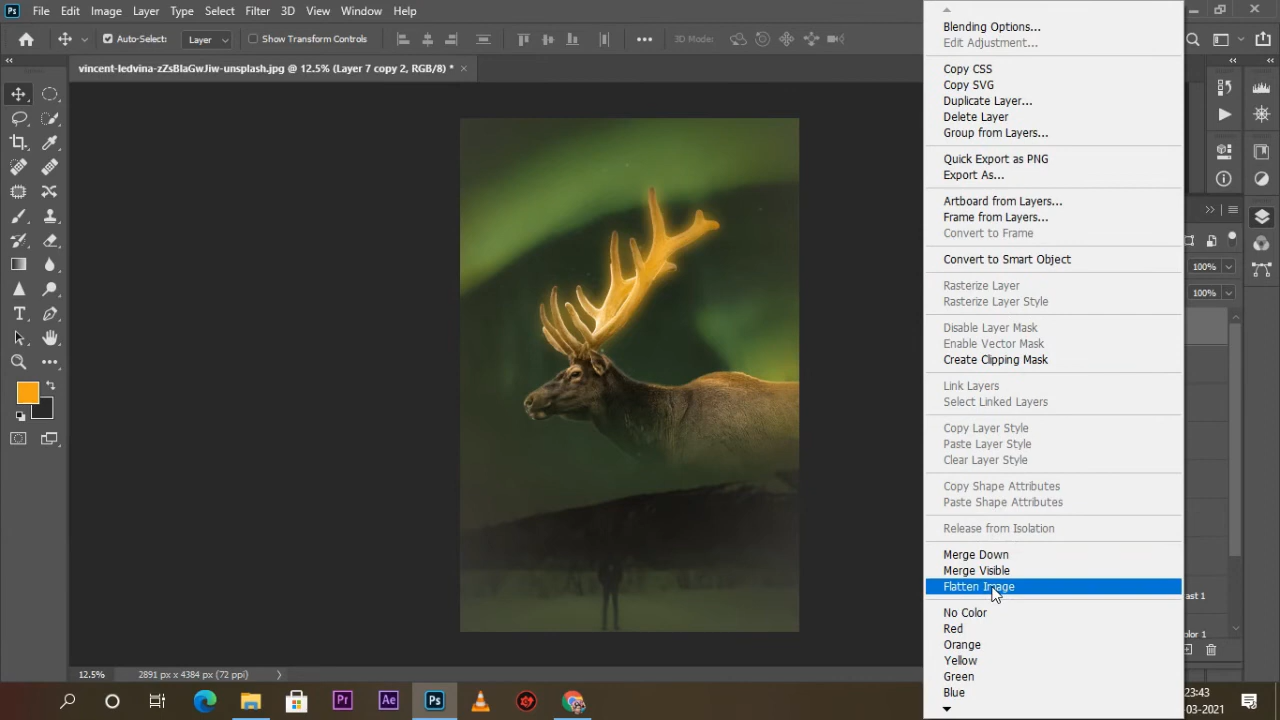 Ps File Edit Image Layer Type Select Filter 3D View Window Help
Auto-Select: Layer Show Transform Controls 3D Mode:
vincent-ledvina-zZsBIaGwJiw-unsplash.jpg @ 12.5% (Layer 7 copy 2, RGB/8) *
Blending Options...
Edit Adjustment...
Copy CSS
Copy SVG
Duplicate Layer...
Delete Layer
Group from Layers...
Quick Export as PNG
Export As...
Artboard from Layers...
Frame from Layers...
Convert to Frame
Convert to Smart Object
Rasterize Layer
Rasterize Layer Style
Disable Layer Mask
Enable Vector Mask
Create Clipping Mask
Link Layers
Select Linked Layers
Copy Layer Style
Paste Layer Style
Clear Layer Style
Copy Shape Attributes
Paste Shape Attributes
Release from Isolation
Merge Down
Merge Visible
Flatten Image
No Color
Red
Orange
Yellow
Green
Blue
100%
100%
ast 1
olor 1
12.5% 2891 px x 4384 px (72 ppi)
Pr Ae Ps
23:43
-03-2021